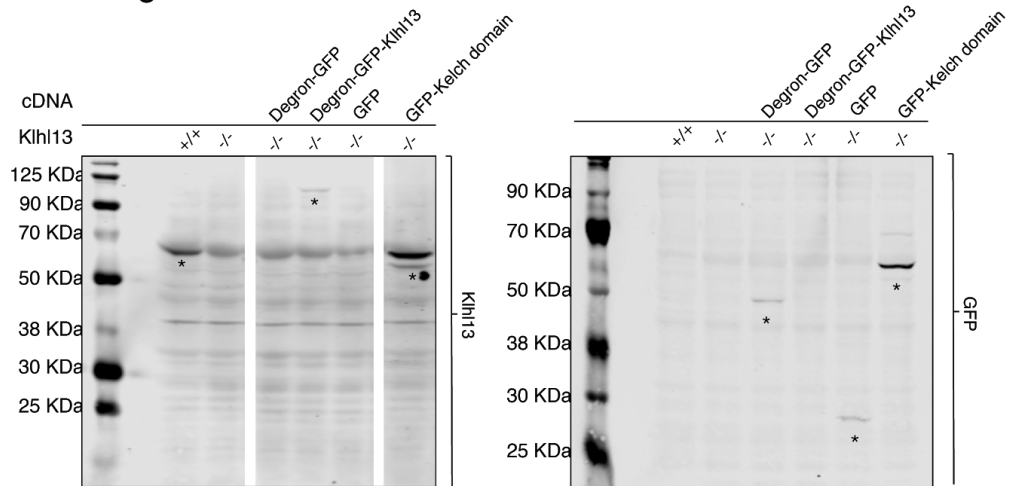 Degron-GFP
Degron-GFP-Klhl13
GFP
GFP-Kelch domain
cDNA
Klhl13
+/+ -/- -/- -/- -/- -/-
125 KDa
90 KDa
70 KDa
50 KDa
38 KDa
30 KDa
25 KDa
* * *
Klhl13
Degron-GFP
Degron-GFP-Klhl13
GFP
GFP-Kelch domain
+/+ -/- -/- -/- -/- -/-
90 KDa
70 KDa
50 KDa
38 KDa
30 KDa
25 KDa
* * *
GFP